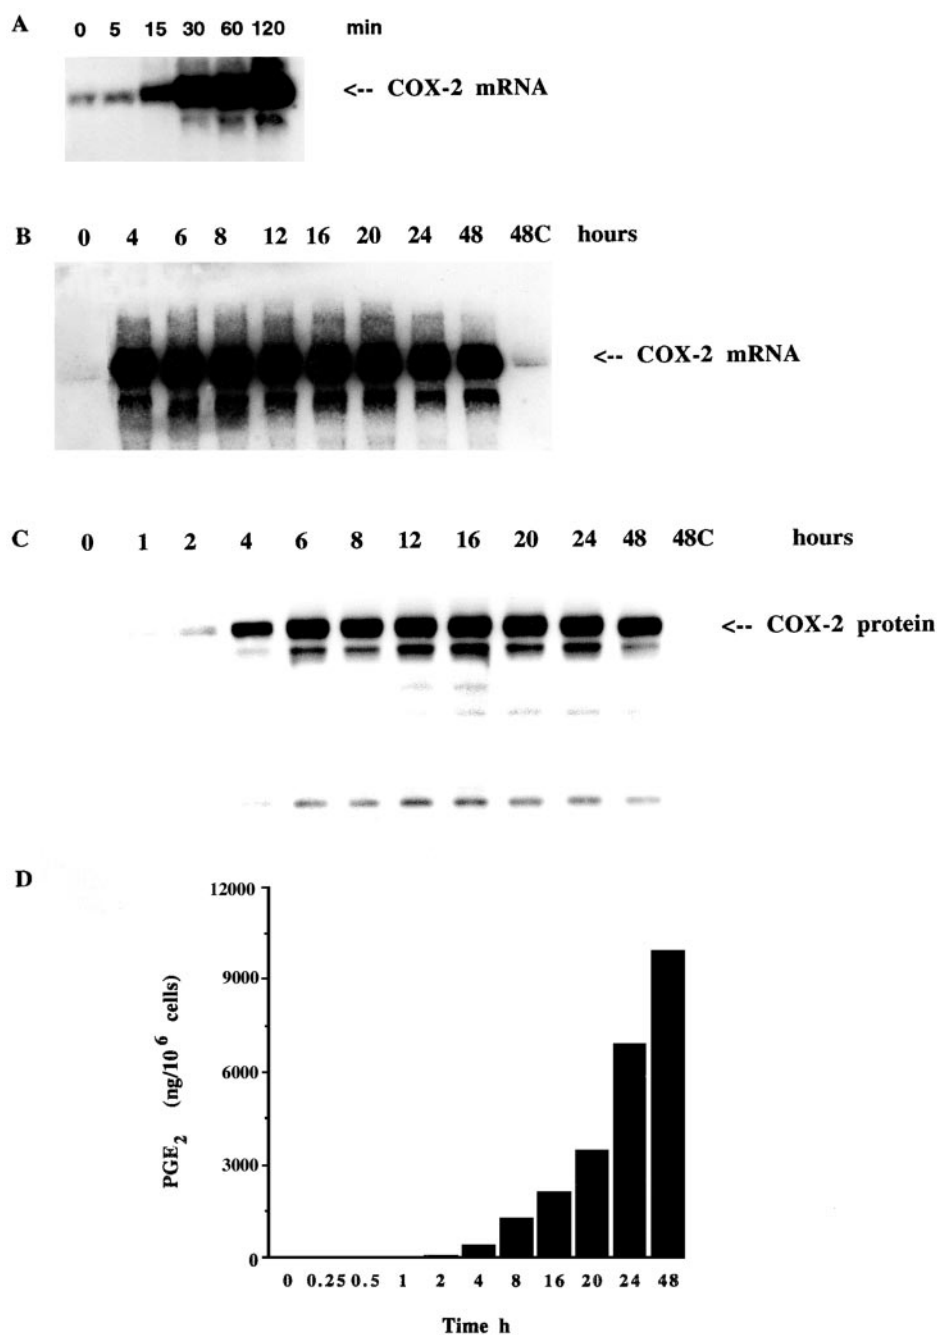 A 0 5 15 30 60 120 min
<-- COX-2 mRNA
B 0 4 6 8 12 16 20 24 48 48C hours
<-- COX-2 mRNA
C 0 1 2 4 6 8 12 16 20 24 48 48C hours
<-- COX-2 protein
D
12000
9000
6000
3000
0
PGE2 (ng/10^6 cells)
0 0.25 0.5 1 2 4 8 16 20 24 48
Time h